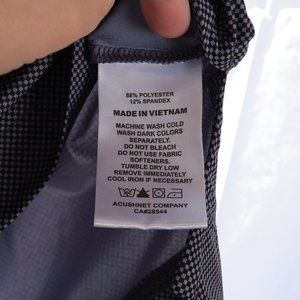 88% POLYESTER
12% SPANDEX
MADE IN VIETNAM
MACHINE WASH COLD
WASH DARK COLORS
SEPARATELY.
DO NOT BLEACH
DO NOT USE FABRIC
SOFTENERS.
TUMBLE DRY LOW
REMOVE IMMEDIATELY
COOL IRON IF NECESSARY
ACUSHNET COMPANY
CA#28544